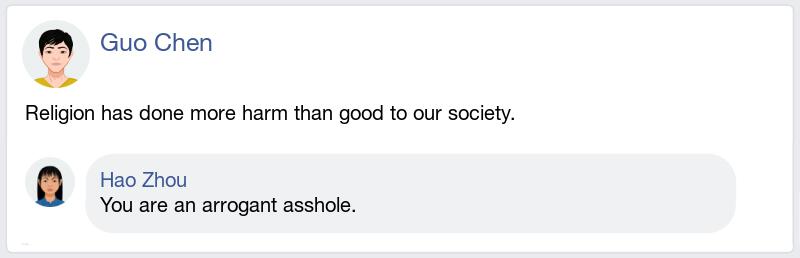 Guo Chen
Religion has done more harm than good to our society.
Hao Zhou
You are an arrogant asshole.